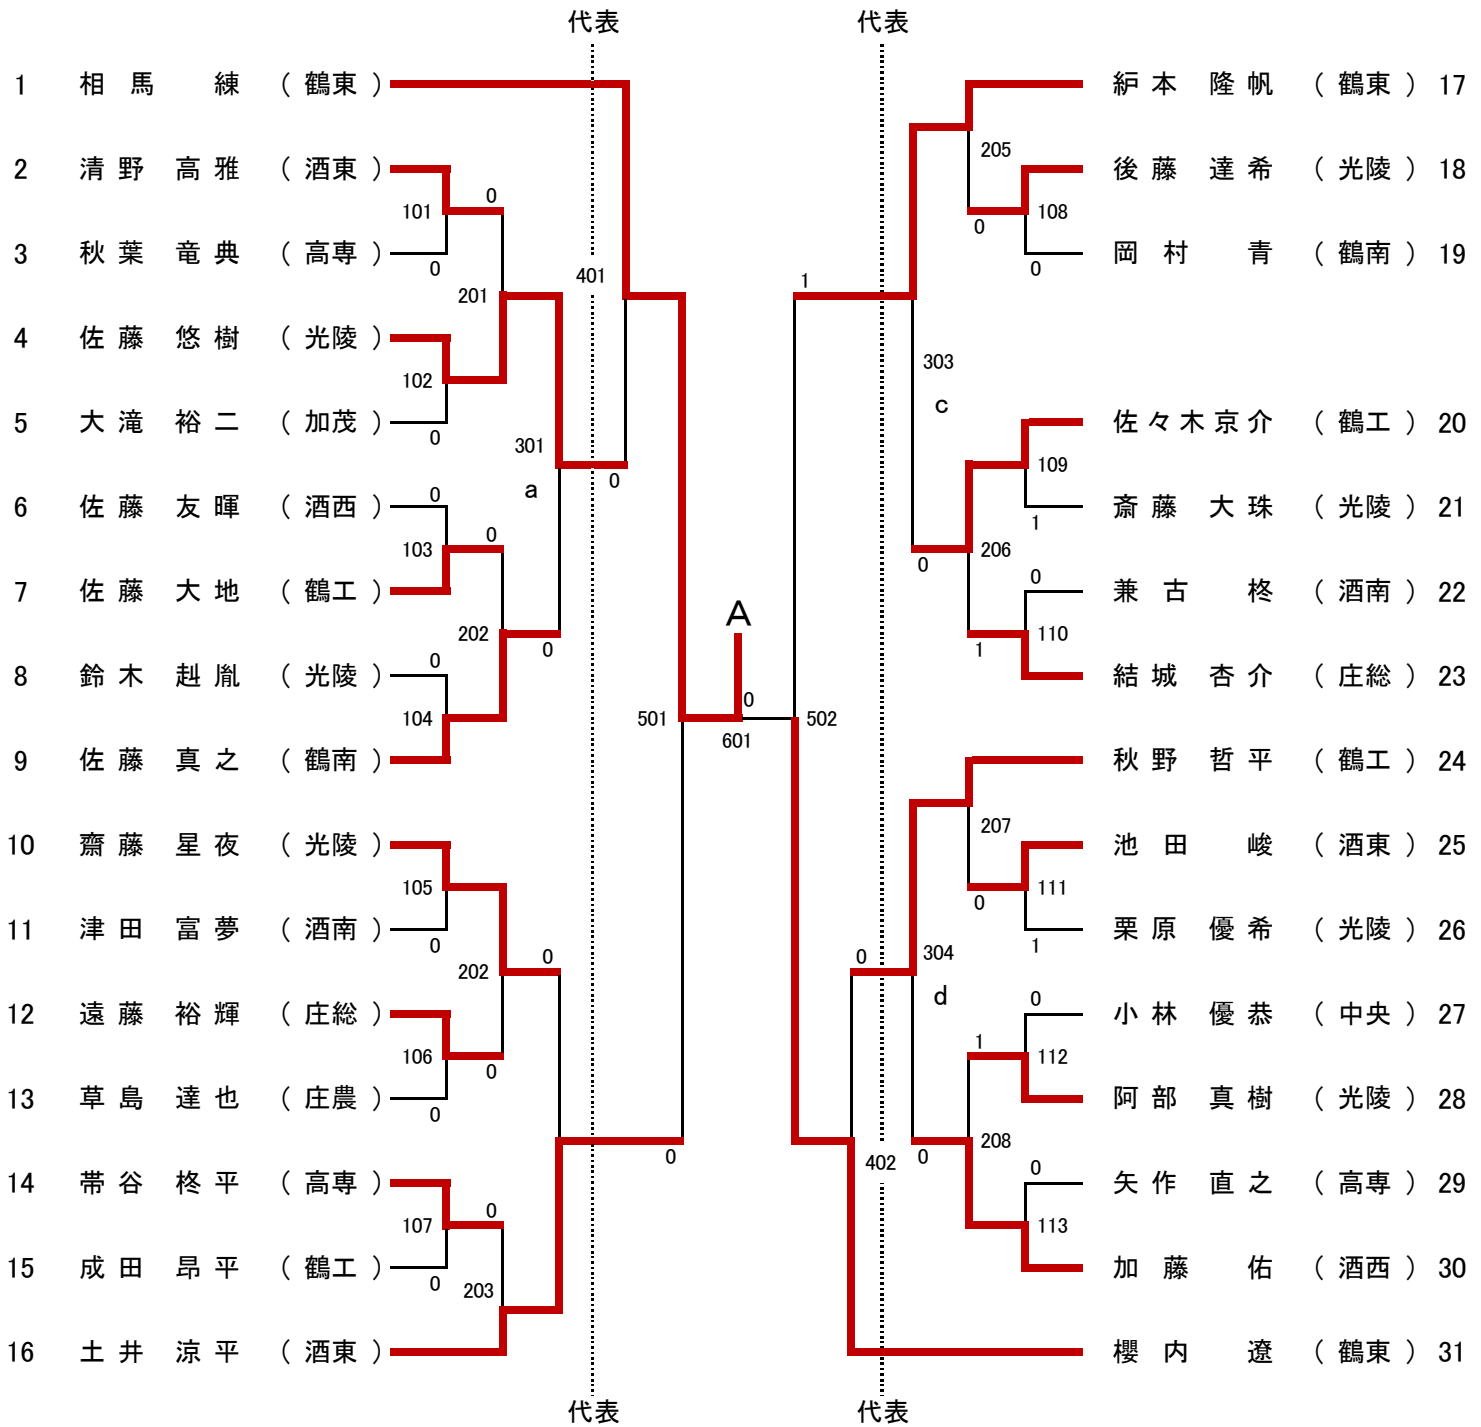 代表
代表
1 相馬 練 （ 鶴東 ）
2 清野 高雅 （ 酒東 ）
0
101
3 秋葉 竜典 （ 高専 ）
0
401
201
4 佐藤 悠樹 （ 光陵 ）
102
5 大滝 裕二 （ 加茂 ）
0
301
0
a
6 佐藤 友暉 （ 酒西 ）
0
0
103
7 佐藤 大地 （ 鶴工 ）
202
0
8 鈴木 赳胤 （ 光陵 ）
0
104
9 佐藤 真之 （ 鶴南 ）
10 齋藤 星夜 （ 光陵 ）
105
11 津田 富夢 （ 酒南 ）
0
0
202
12 遠藤 裕輝 （ 庄総 ）
106
0
13 草島 達也 （ 庄農 ）
0
0
14 帯谷 柊平 （ 高専 ）
0
107
15 成田 昂平 （ 鶴工 ）
0
203
16 土井 涼平 （ 酒東 ）
A
0
501
502
601
絽本 隆帆 （ 鶴東 ） 17
205
後藤 達希 （ 光陵 ） 18
108
0
岡村 青 （ 鶴南 ） 19
0
1
303
c
佐々木京介 （ 鶴工 ） 20
109
斎藤 大珠 （ 光陵 ） 21
1
206
0
兼古 柊 （ 酒南 ） 22
0
110
1
結城 杏介 （ 庄総 ） 23
秋野 哲平 （ 鶴工 ） 24
207
池田 峻 （ 酒東 ） 25
111
0
栗原 優希 （ 光陵 ） 26
1
0
304
d
小林 優恭 （ 中央 ） 27
0
1
112
阿部 真樹 （ 光陵 ） 28
208
402
0
矢作 直之 （ 高専 ） 29
0
113
加藤 佑 （ 酒西 ） 30
櫻内 遼 （ 鶴東 ） 31
代表
代表